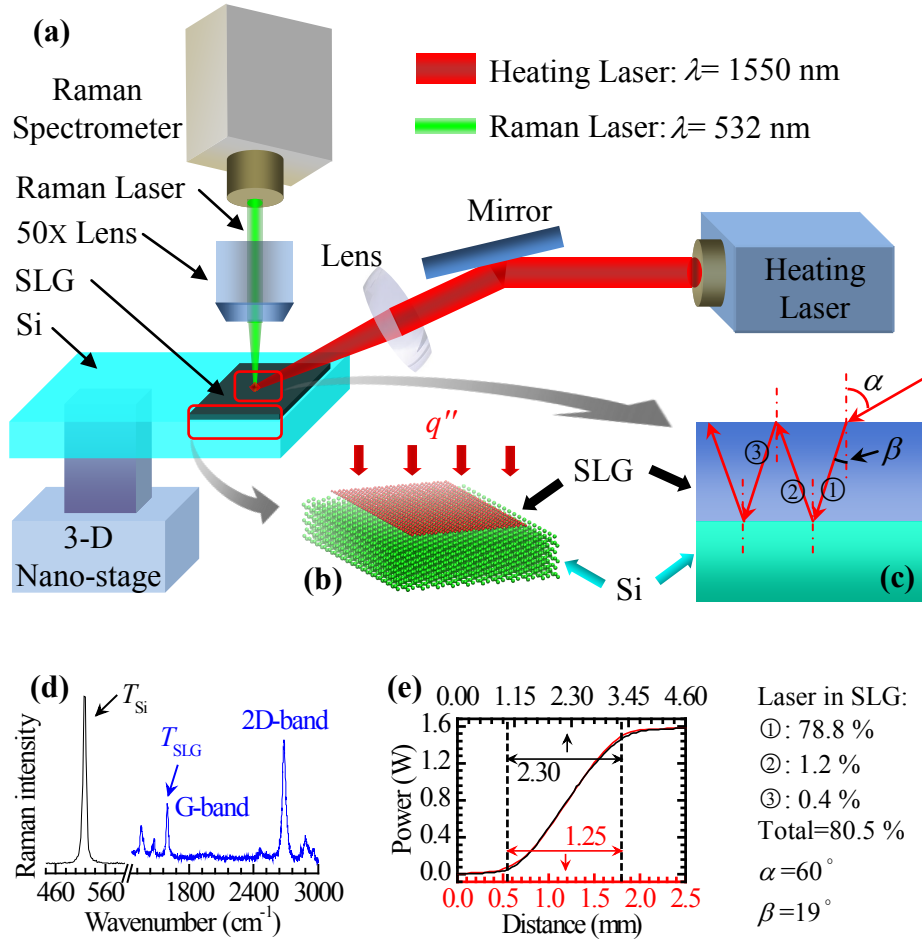 (a)
Raman
Spectrometer
Heating Laser: λ= 1550 nm
Raman Laser: λ= 532 nm
Raman Laser
50X Lens
SLG
Si
Lens
Mirror
Heating
Laser
3-D
Nano-stage
q″
SLG
(b)
Si
α
β
③
②
①
(c)
(d)
T_Si
T_SLG
G-band
2D-band
Raman intensity
460 560 1800 2400 3000
Wavenumber (cm⁻¹)
(e)
0.00 1.15 2.30 3.45 4.60
1.6
1.2
0.8
0.4
0.0
Power (W)
2.30
1.25
0.0 0.5 1.0 1.5 2.0 2.5
Distance (mm)
Laser in SLG:
①: 78.8 %
②: 1.2 %
③: 0.4 %
Total=80.5 %
α=60°
β=19°